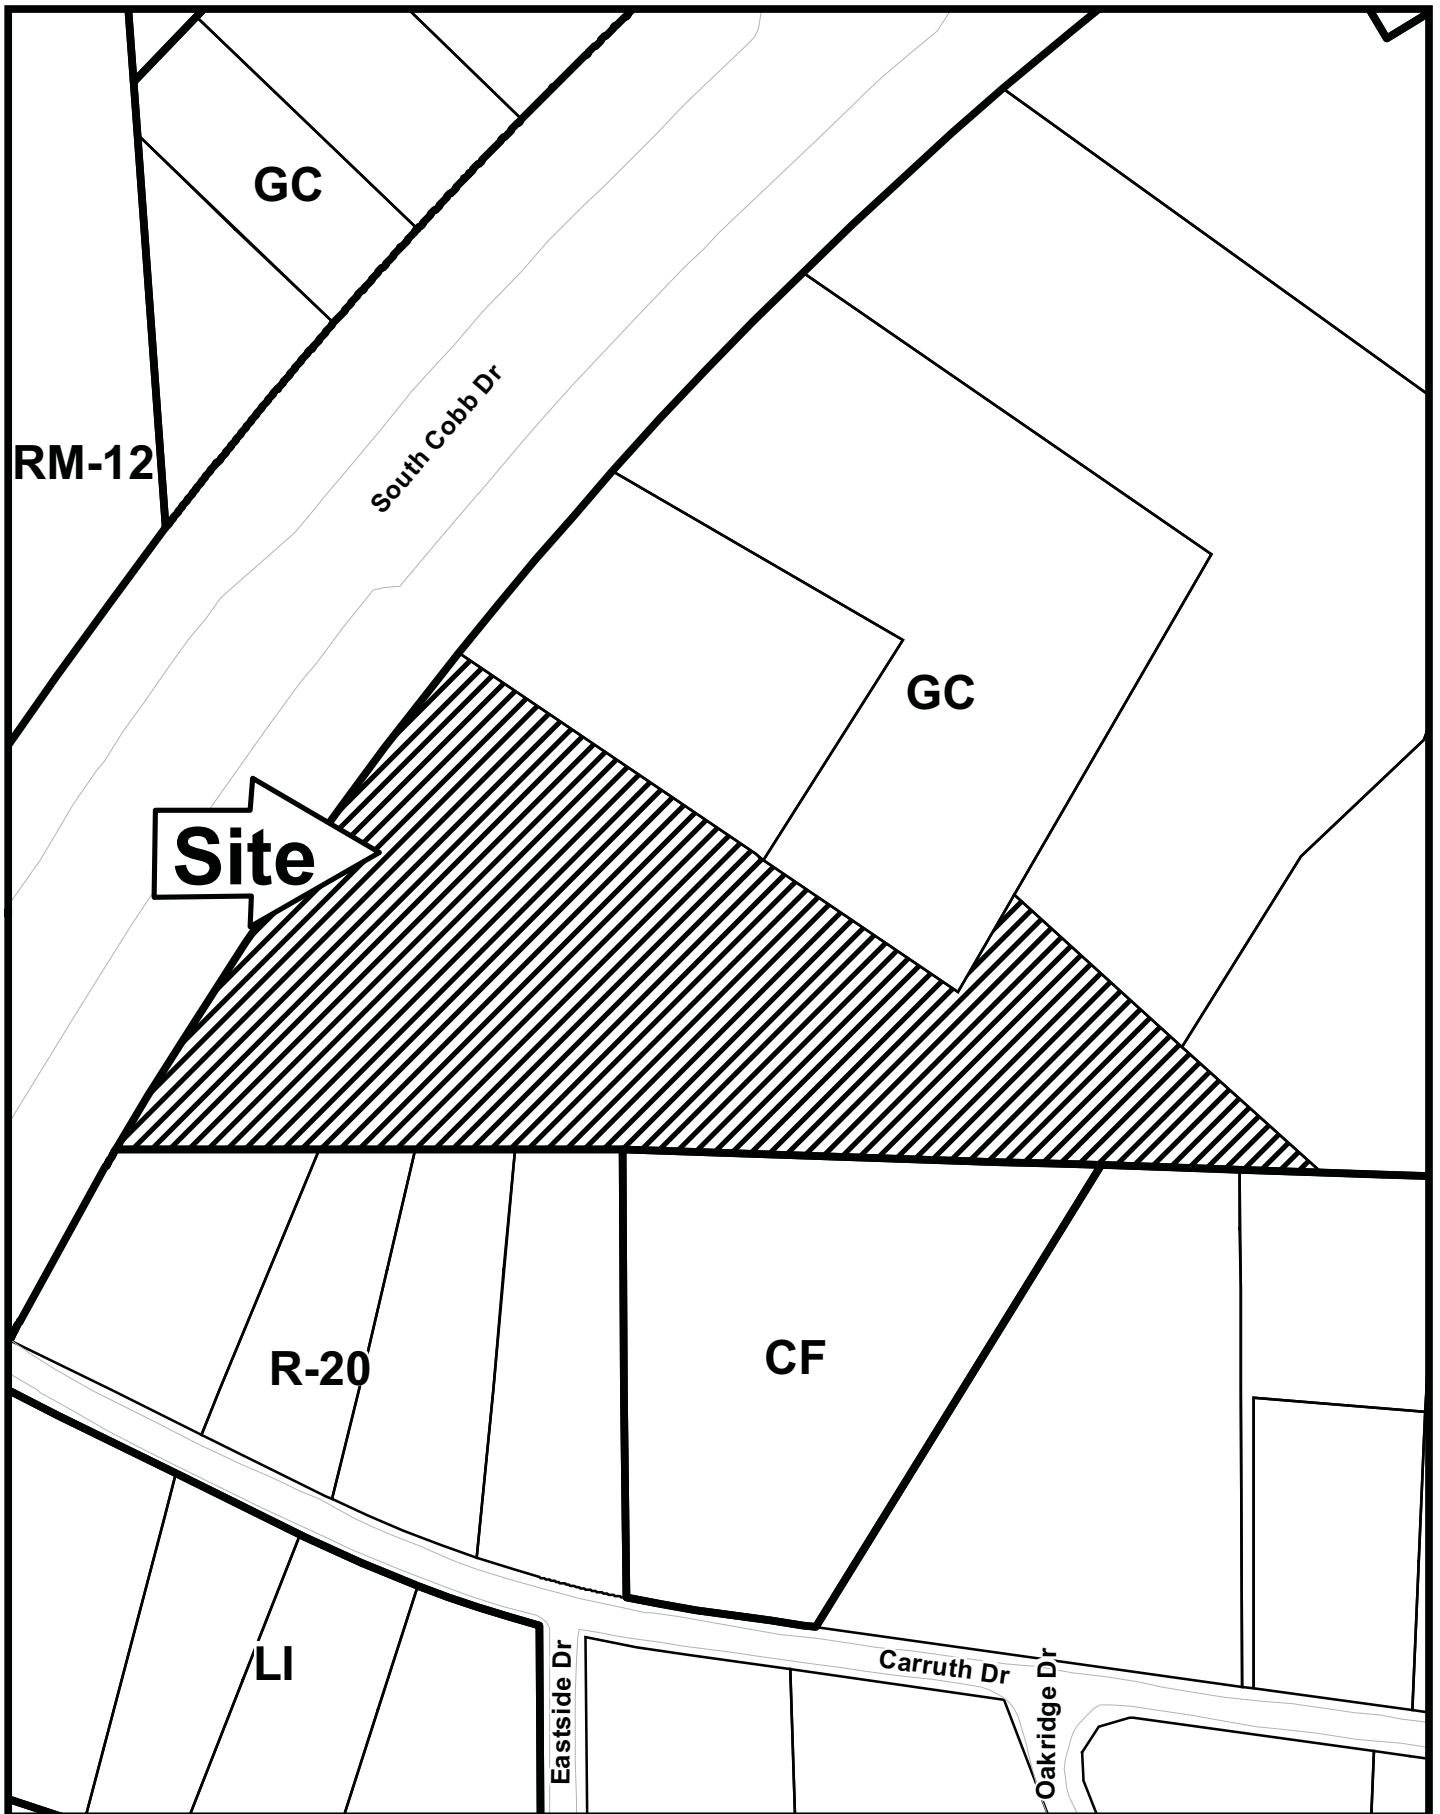 GC
South Cobb Dr
RM-12
GC
Site
CF
R-20
LI
Carruth Dr
Eastside Dr
Oakridge Dr